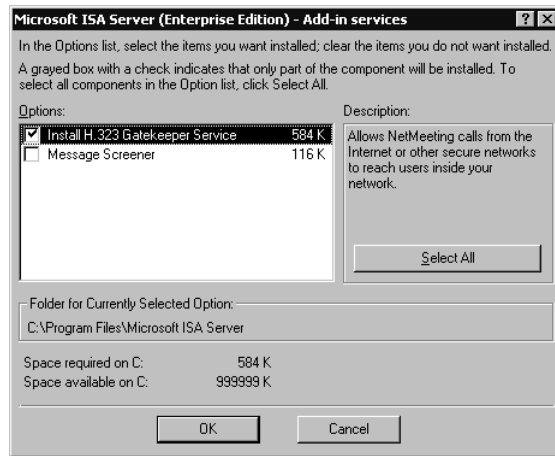 Microsoft ISA Server (Enterprise Edition) - Add-in services
In the Options list, select the items you want installed; clear the items you do not want installed.
A grayed box with a check indicates that only part of the component will be installed. To
select all components in the Option list, click Select All.
Options:
Install H.323 Gatekeeper Service 584 K
Message Screener 116 K
Description:
Allows NetMeeting calls from the
Internet or other secure networks
to reach users inside your
network.
Select All
Folder for Currently Selected Option:
C:\Program Files\Microsoft ISA Server
Space required on C: 584 K
Space available on C: 999999 K
OK Cancel